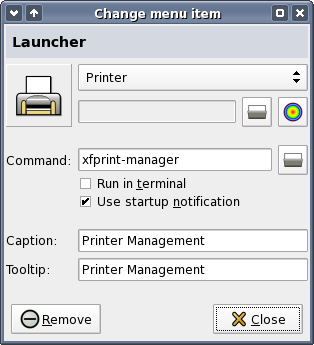 Change menu item
Launcher
Printer
Command: xfprint-manager
Run in terminal
Use startup notification
Caption: Printer Management
Tooltip: Printer Management
Remove Close